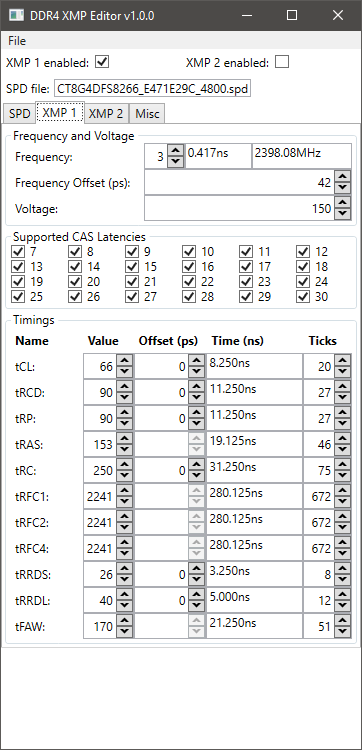 DDR4 XMP Editor v1.0.0
File
XMP 1 enabled: XMP 2 enabled:
SPD file: CT8G4DFS8266_E471E29C_4800.spd
SPD XMP 1 XMP 2 Misc
Frequency and Voltage
Frequency: 3 0.417ns 2398.08MHz
Frequency Offset (ps): 42
Voltage: 150
Supported CAS Latencies
7 8 9 10 11 12
13 14 15 16 17 18
19 20 21 22 23 24
25 26 27 28 29 30
Timings
Name Value Offset (ps) Time (ns) Ticks
tCL: 66 0 8.250ns 20
tRCD: 90 0 11.250ns 27
tRP: 90 0 11.250ns 27
tRAS: 153 19.125ns 46
tRC: 250 0 31.250ns 75
tRFC1: 2241 280.125ns 672
tRFC2: 2241 280.125ns 672
tRFC4: 2241 280.125ns 672
tRRDS: 26 0 3.250ns 8
tRRDL: 40 0 5.000ns 12
tFAW: 170 21.250ns 51